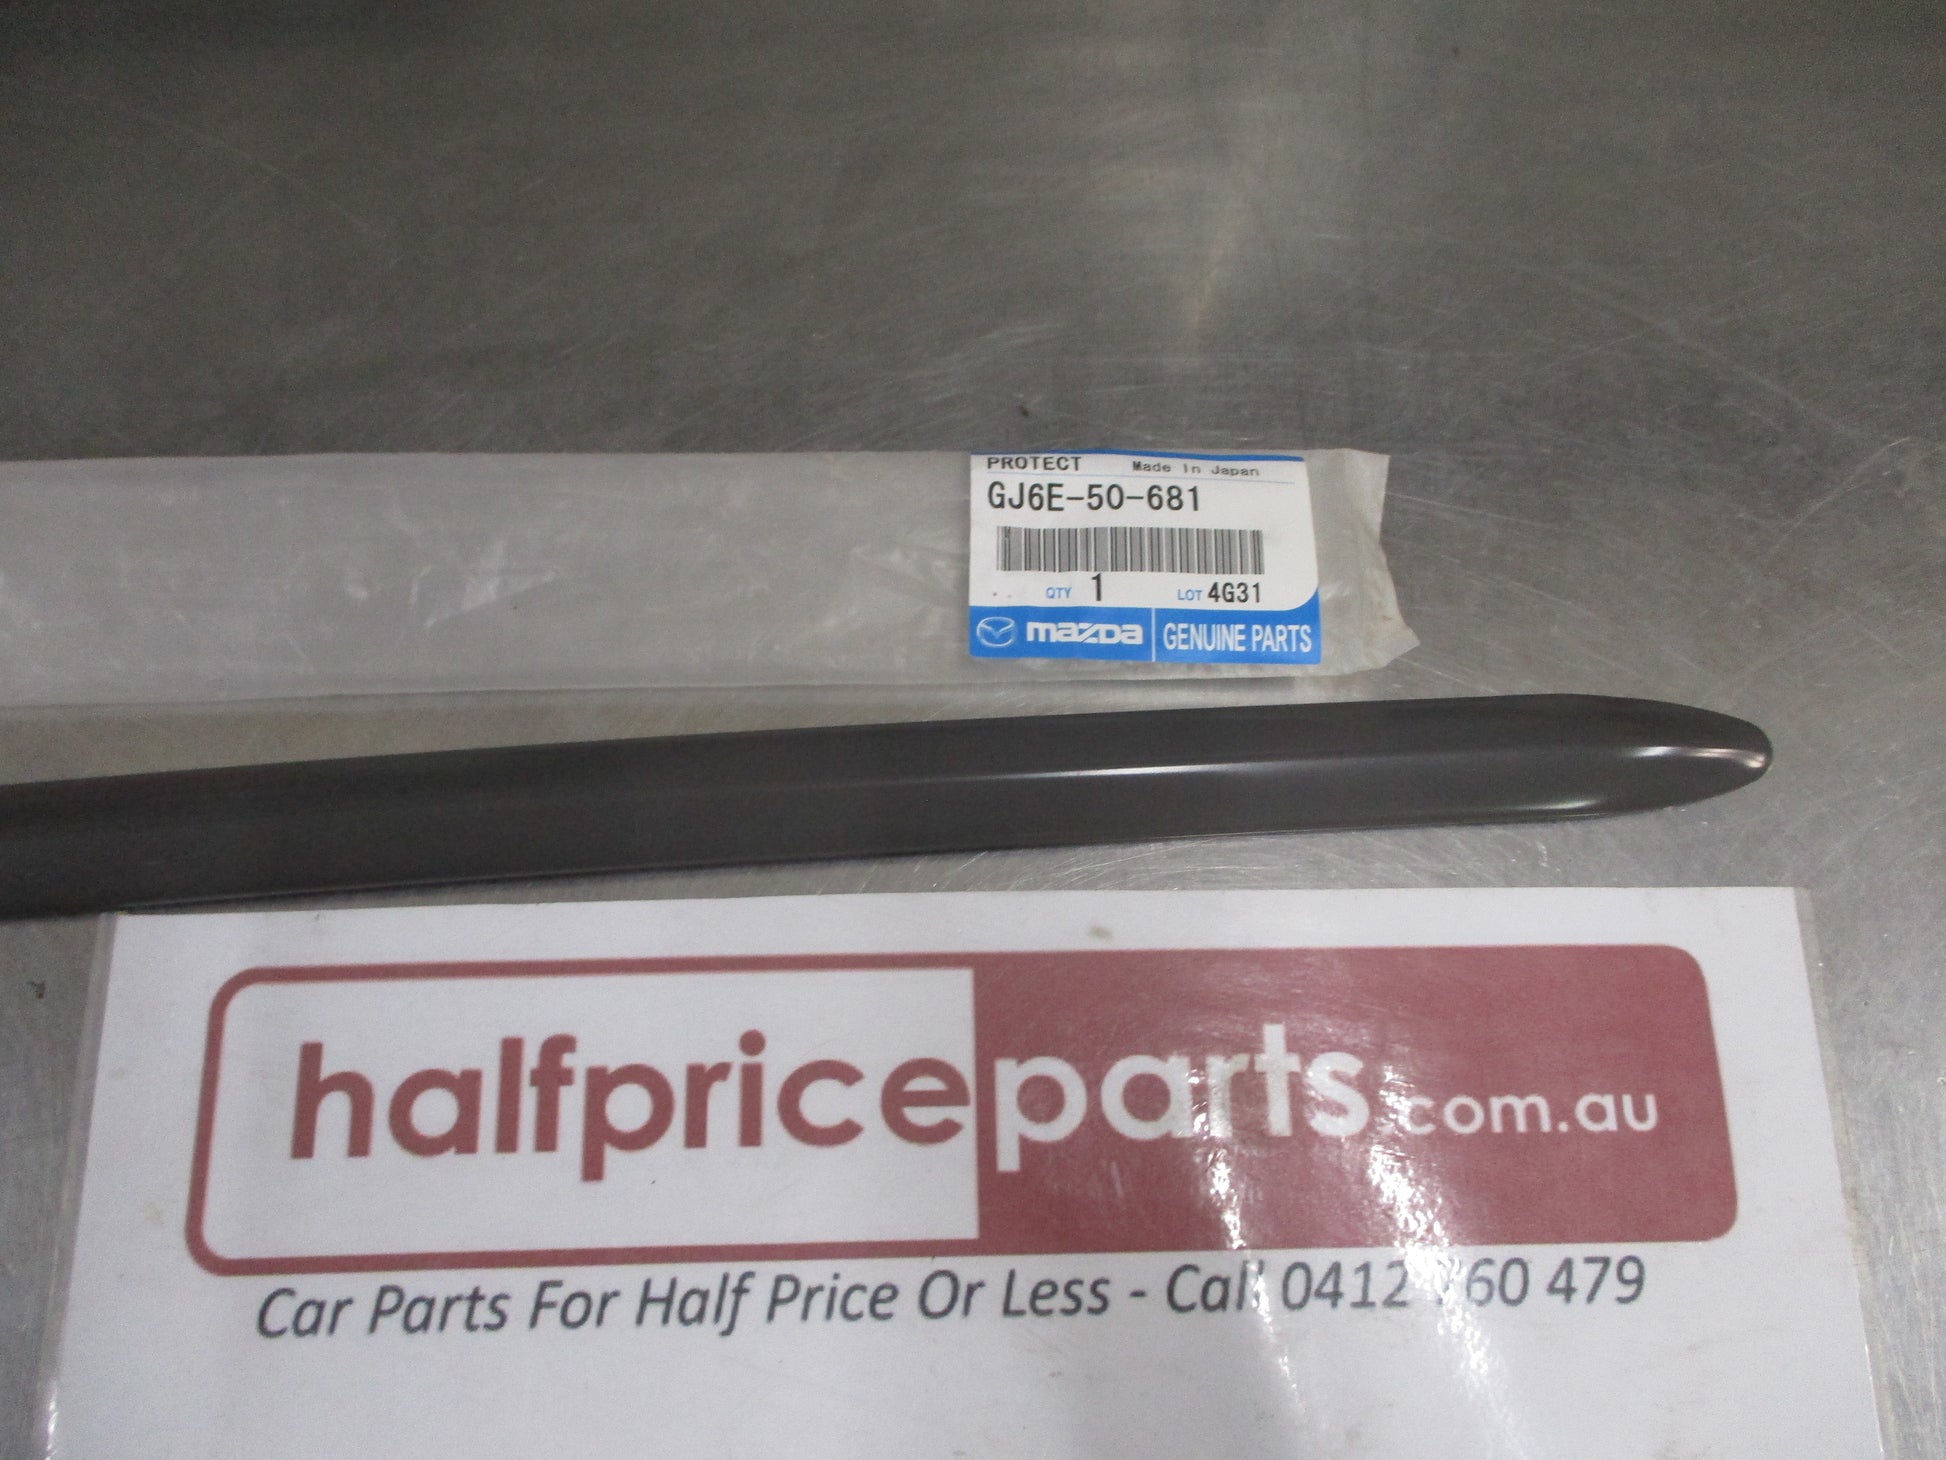 PROTECT Made In Japan
GJ6E-50-681
QTY 1 LOT 4G31
mazda GENUINE PARTS
halfpriceparts.com.au
Car Parts For Half Price Or Less - Call 0412 60 479